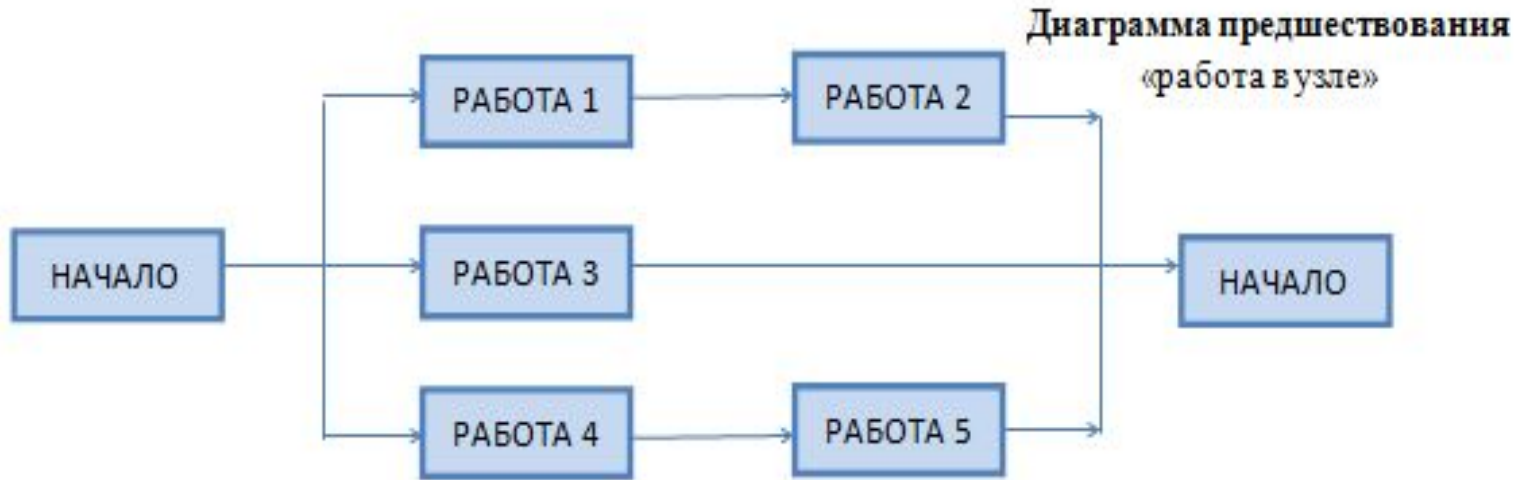 Диаграмма предшествования
«работа в узле»
РАБОТА 1
РАБОТА 2
НАЧАЛО
РАБОТА 3
НАЧАЛО
РАБОТА 4
РАБОТА 5